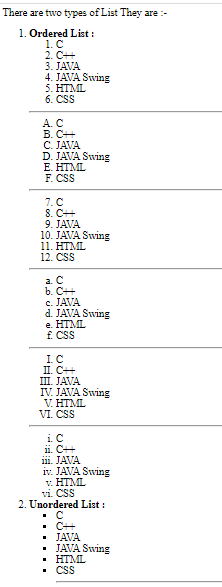 There are two types of List They are :-
1. Ordered List :
1. C
2. C++
3. JAVA
4. JAVA Swing
5. HTML
6. CSS
A. C
B. C++
C. JAVA
D. JAVA Swing
E. HTML
F. CSS
7. C
8. C++
9. JAVA
10. JAVA Swing
11. HTML
12. CSS
a. C
b. C++
c. JAVA
d. JAVA Swing
e. HTML
f. CSS
I. C
II. C++
III. JAVA
IV. JAVA Swing
V. HTML
VI. CSS
i. C
ii. C++
iii. JAVA
iv. JAVA Swing
v. HTML
vi. CSS
2. Unordered List :
▪ C
▪ C++
▪ JAVA
▪ JAVA Swing
▪ HTML
▪ CSS